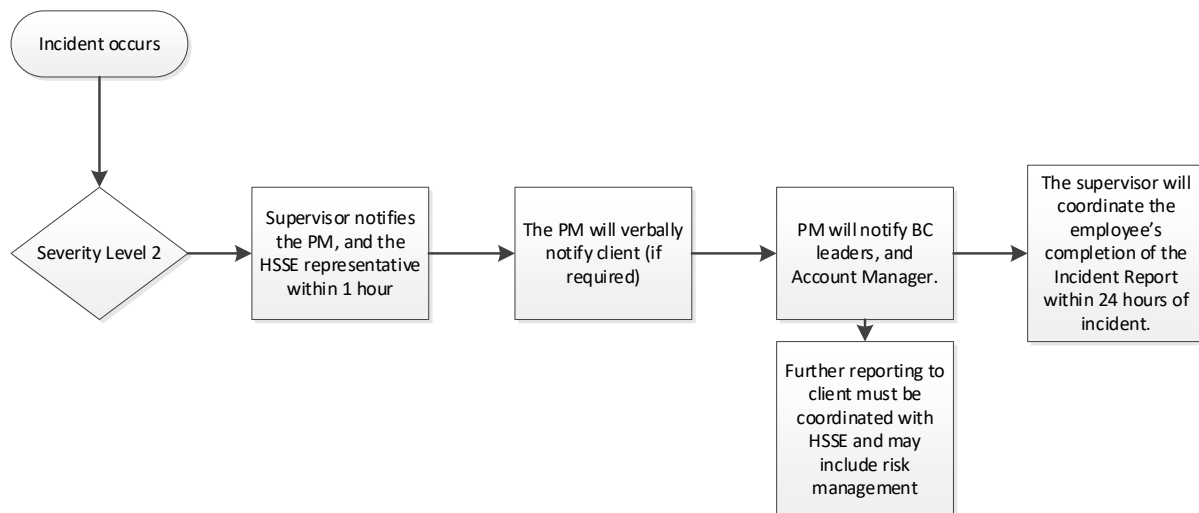 Incident occurs
Severity Level 2
Supervisor notifies
the PM, and the
HSSE representative
within 1 hour
The PM will verbally
notify client (if
required)
PM will notify BC
leaders, and
Account Manager.
The supervisor will
coordinate the
employee’s
completion of the
Incident Report
within 24 hours of
incident.
Further reporting to
client must be
coordinated with
HSSE and may
include risk
management